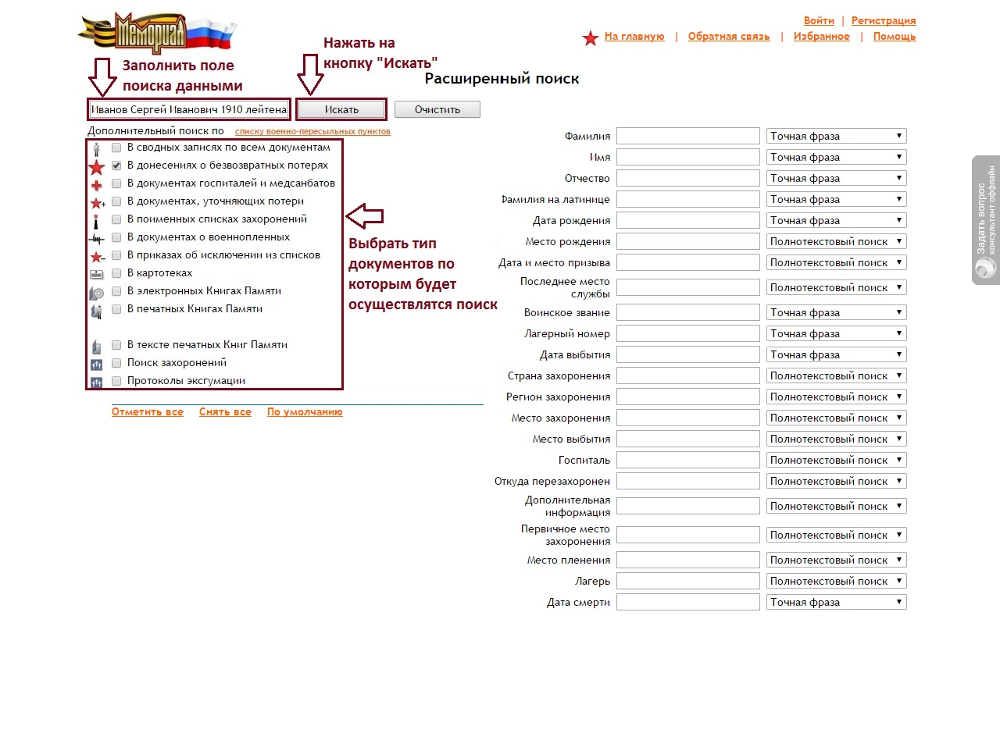 Мемориал
Войти | Регистрация
На главную | Обратная связь | Избранное | Помощь
Заполнить поле
поиска данными
Нажать на
кнопку "Искать"
Расширенный поиск
Иванов Сергей Иванович 1910 лейтена
Искать
Очистить
Дополнительный поиск по списку военно-пересыльных пунктов
В сводных записях по всем документам
В донесениях о безвозвратных потерях
В документах госпиталей и медсанбатов
В документах, уточняющих потери
В поименных списках захоронений
В документах о военнопленных
В приказах об исключении из списков
В картотеках
В электронных Книгах Памяти
В печатных Книгах Памяти
В тексте печатных Книг Памяти
Поиск захоронений
Протоколы эксгумации
Отметить все Снять все По умолчанию
Выбрать тип
документов по
которым будет
осуществлятся поиск
Фамилия Точная фраза
Имя Точная фраза
Отчество Точная фраза
Фамилия на латинице Точная фраза
Дата рождения Точная фраза
Место рождения Полнотекстовый поиск
Дата и место призыва Полнотекстовый поиск
Последнее место
службы Полнотекстовый поиск
Воинское звание Точная фраза
Лагерный номер Точная фраза
Дата выбытия Точная фраза
Страна захоронения Полнотекстовый поиск
Регион захоронения Полнотекстовый поиск
Место захоронения Полнотекстовый поиск
Место выбытия Полнотекстовый поиск
Госпиталь Полнотекстовый поиск
Откуда перезахоронен Полнотекстовый поиск
Дополнительная
информация Полнотекстовый поиск
Первичное место
захоронения Полнотекстовый поиск
Место пленения Полнотекстовый поиск
Лагерь Полнотекстовый поиск
Дата смерти Точная фраза
Задать вопрос
консультант оффлайн